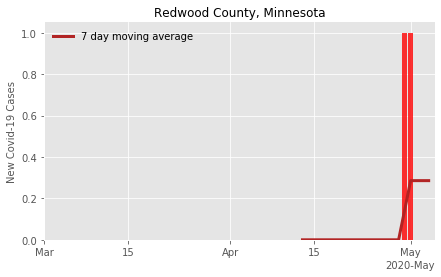 Redwood County, Minnesota
7 day moving average
New Covid-19 Cases
1.0
0.8
0.6
0.4
0.2
0.0
Mar 15 Apr 15 May
2020-May